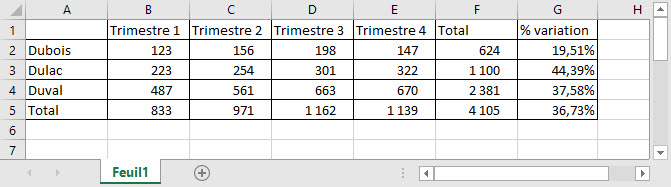 A B C D E F G H
1 Trimestre 1 Trimestre 2 Trimestre 3 Trimestre 4 Total % variation
2 Dubois 123 156 198 147 624 19,51%
3 Dulac 223 254 301 322 1 100 44,39%
4 Duval 487 561 663 670 2 381 37,58%
5 Total 833 971 1 162 1 139 4 105 36,73%
6
7
Feuil1